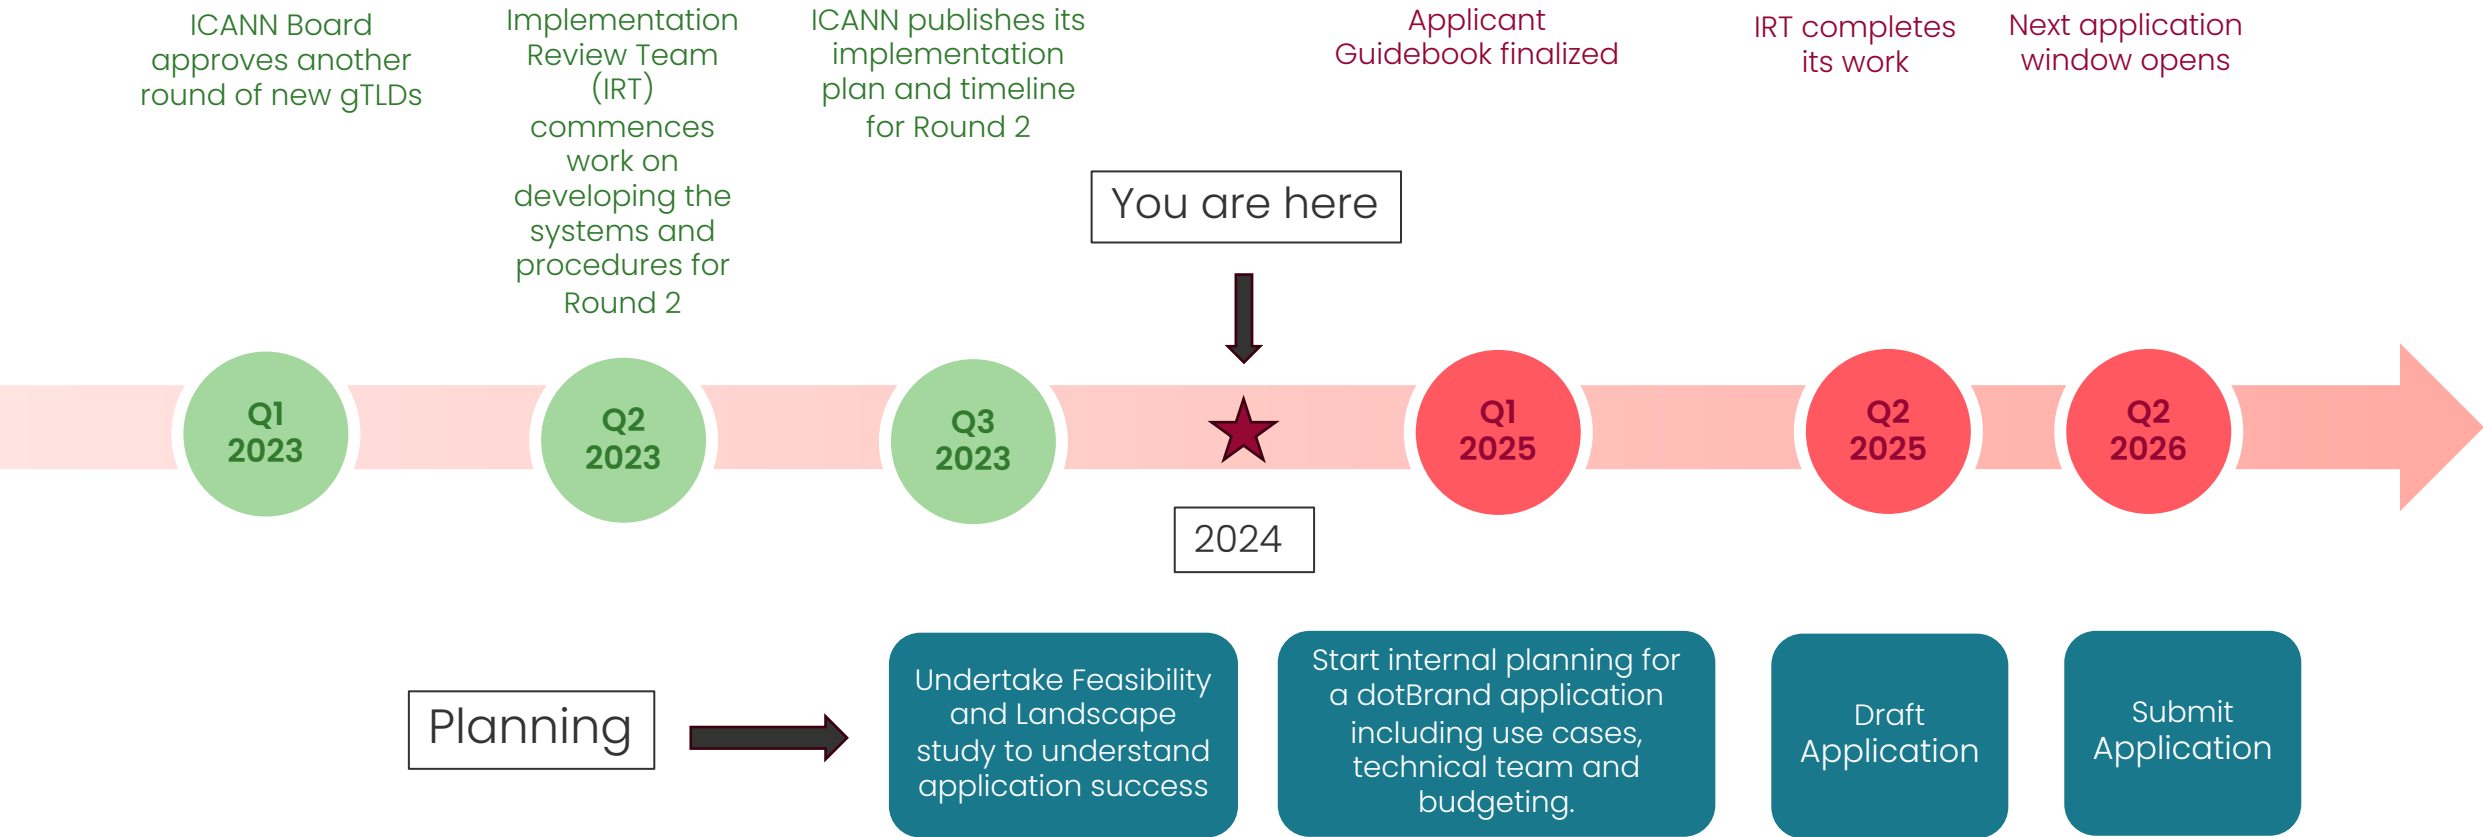 ICANN Board
approves another
round of new gTLDs
Implementation
Review Team
(IRT)
commences
work on
developing the
systems and
procedures for
Round 2
ICANN publishes its
implementation
plan and timeline
for Round 2
Applicant
Guidebook finalized
IRT completes
its work
Next application
window opens
You are here
Q1
2023
Q2
2023
Q3
2023
Q1
2025
Q2
2025
Q2
2026
2024
Planning
Undertake Feasibility
and Landscape
study to understand
application success
Start internal planning for
a dotBrand application
including use cases,
technical team and
budgeting.
Draft
Application
Submit
Application